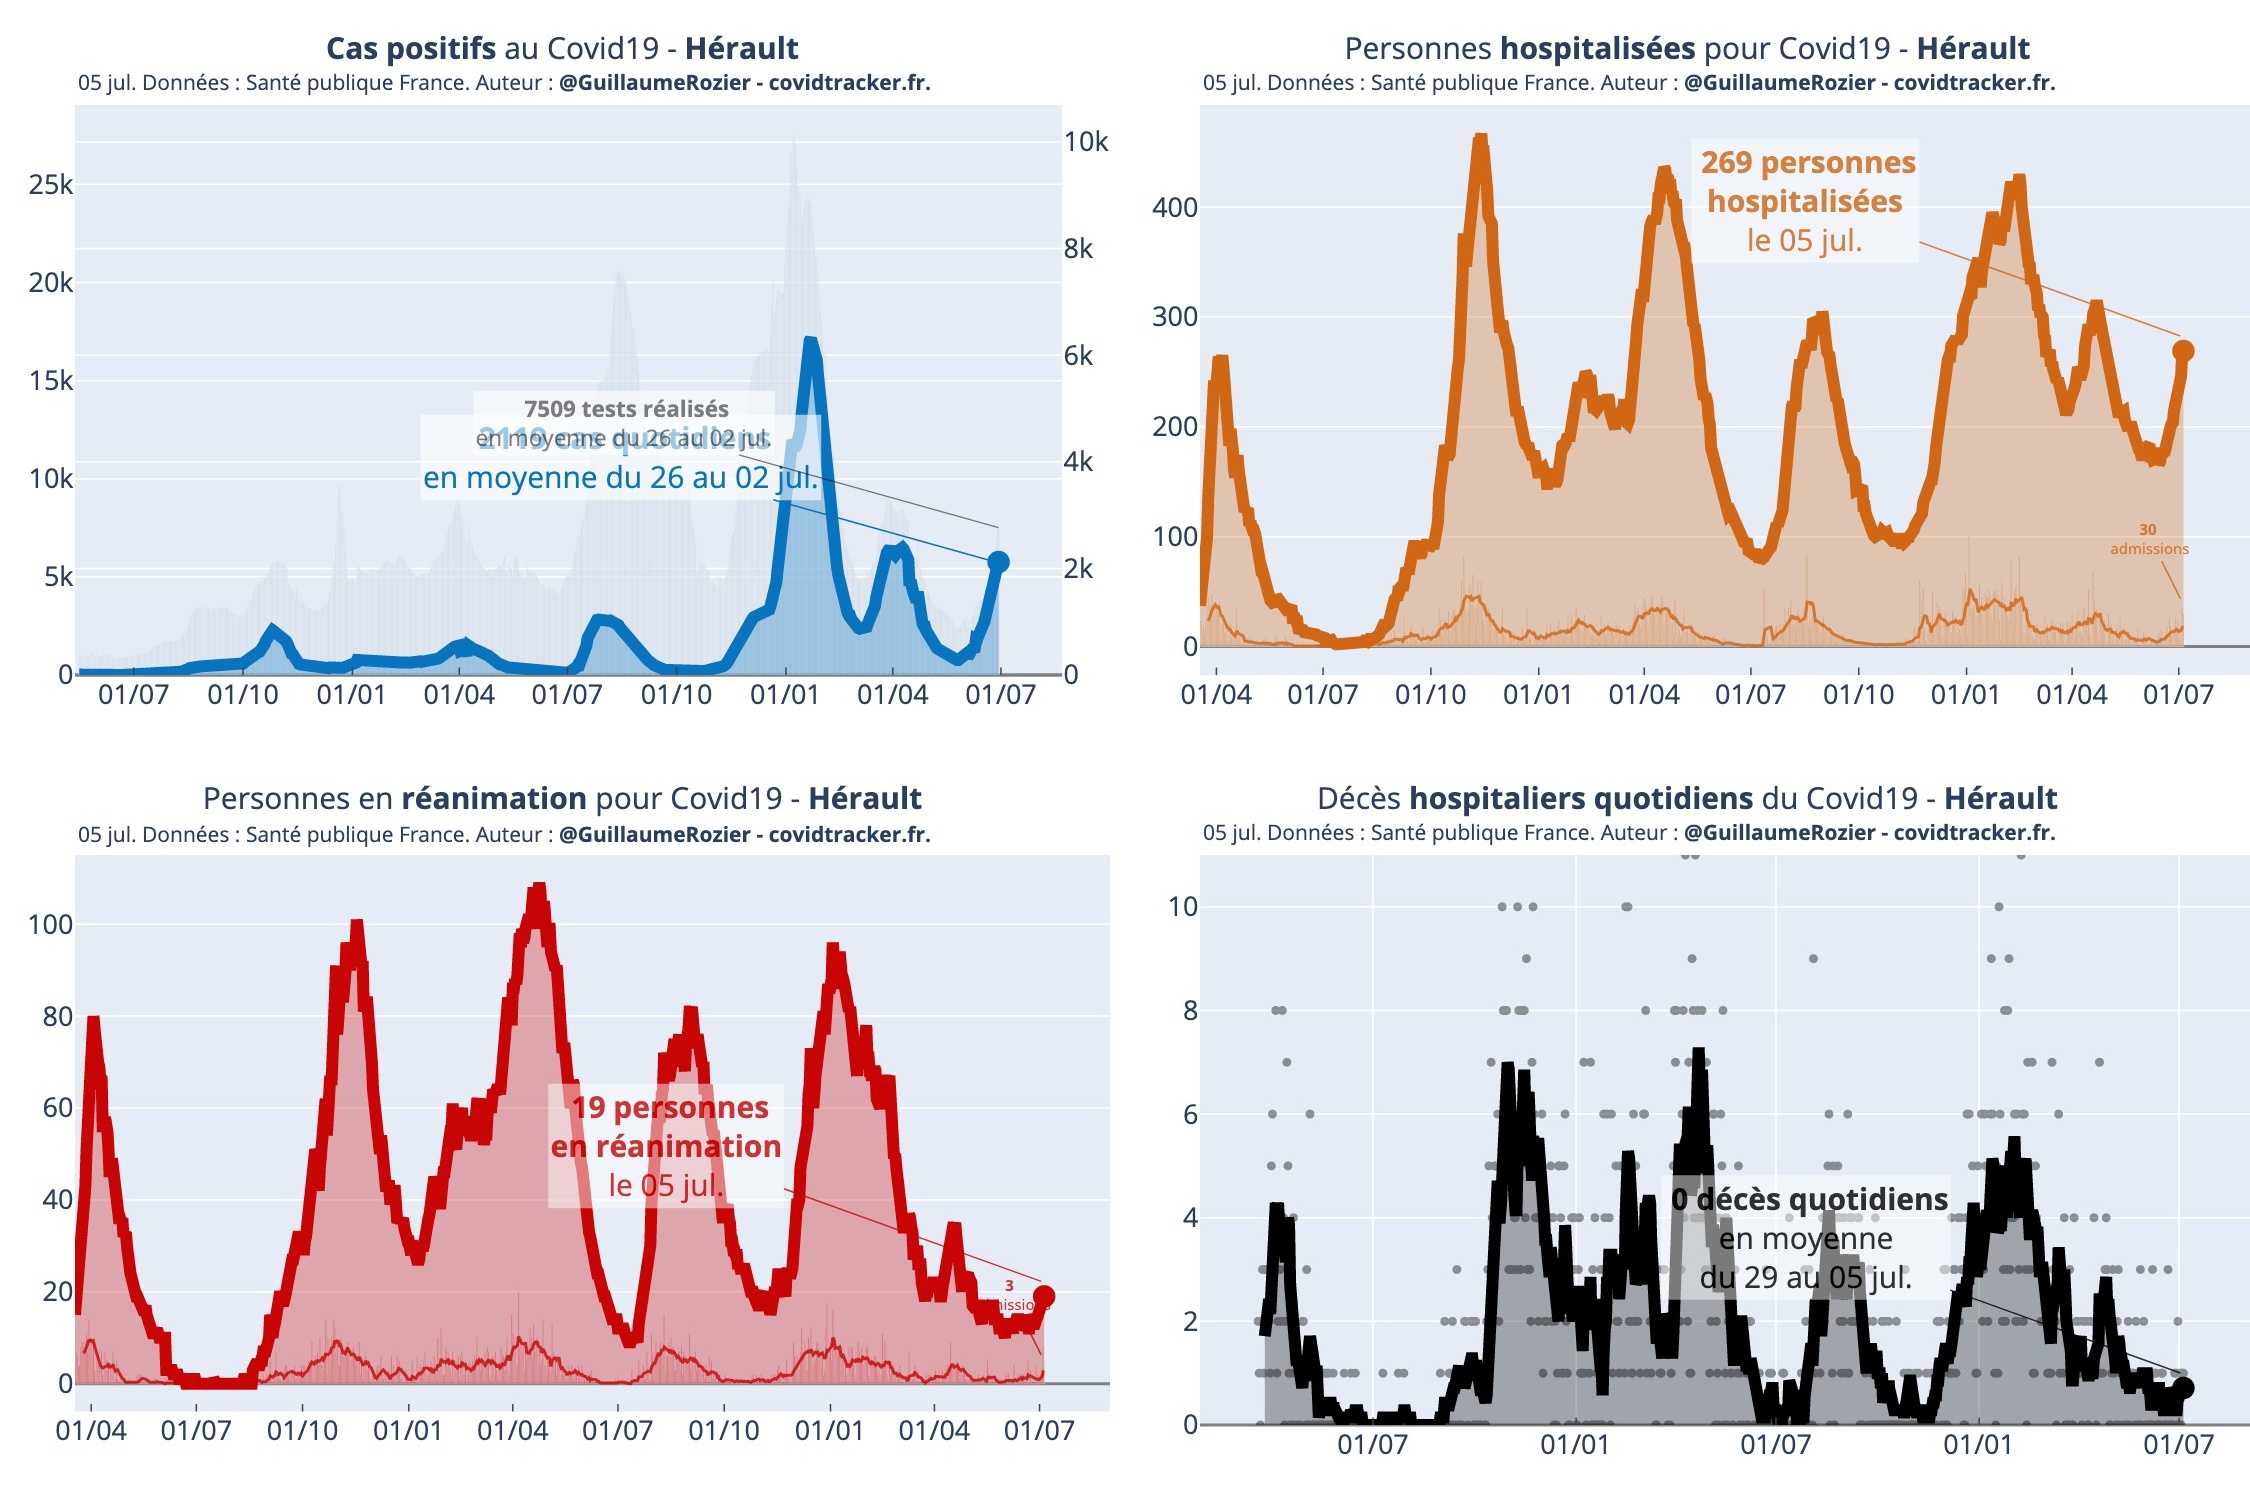 Cas positifs au Covid19 - Hérault
05 jul. Données : Santé publique France. Auteur : @GuillaumeRozier - covidtracker.fr.
25k
20k
15k
10k
5k
0
10k
8k
6k
4k
2k
0
7509 tests réalisés
en moyenne du 26 au 02 jul.
2119 cas quotidiens
en moyenne du 26 au 02 jul.
01/07 01/10 01/01 01/04 01/07 01/10 01/01 01/04 01/07
Personnes hospitalisées pour Covid19 - Hérault
05 jul. Données : Santé publique France. Auteur : @GuillaumeRozier - covidtracker.fr.
400
300
200
100
0
269 personnes
hospitalisées
le 05 jul.
30
admissions
01/04 01/07 01/10 01/01 01/04 01/07 01/10 01/01 01/04 01/07
Personnes en réanimation pour Covid19 - Hérault
05 jul. Données : Santé publique France. Auteur : @GuillaumeRozier - covidtracker.fr.
100
80
60
40
20
0
19 personnes
en réanimation
le 05 jul.
3
admissions
01/04 01/07 01/10 01/01 01/04 01/07 01/10 01/01 01/04 01/07
Décès hospitaliers quotidiens du Covid19 - Hérault
05 jul. Données : Santé publique France. Auteur : @GuillaumeRozier - covidtracker.fr.
10
8
6
4
2
0
0 décès quotidiens
en moyenne
du 29 au 05 jul.
01/07 01/01 01/07 01/01 01/07